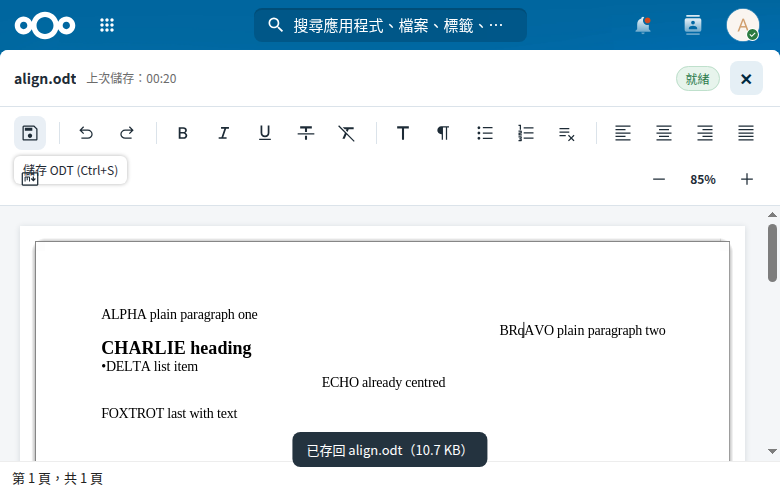 搜尋應用程式、檔案、標籤、…
A
align.odt 上次儲存：00:20
就緒
B I U T
85%
儲存 ODT (Ctrl+S)
ALPHA plain paragraph one
BRqAVO plain paragraph two
CHARLIE heading
•DELTA list item
ECHO already centred
FOXTROT last with text
已存回 align.odt（10.7 KB）
第 1 頁，共 1 頁